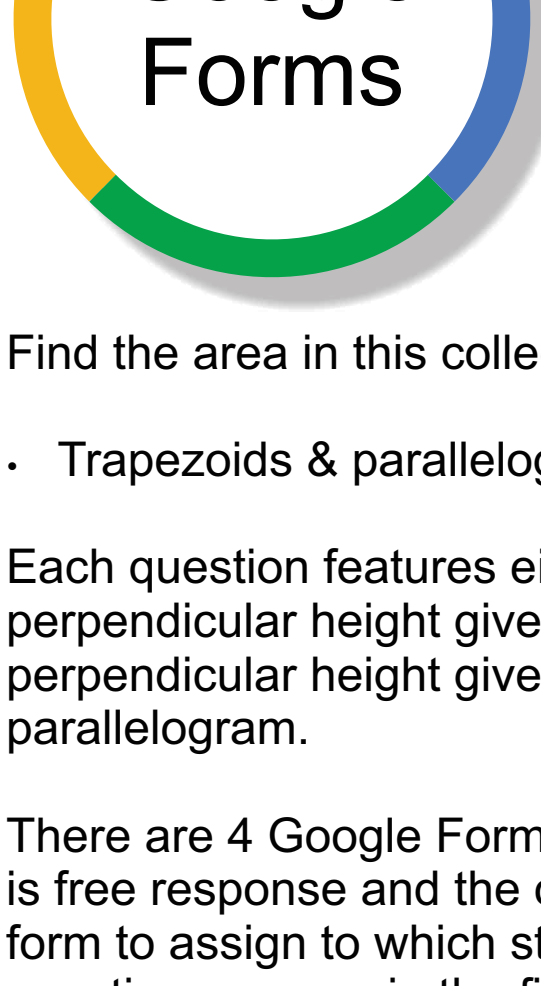 Google
Forms
Find the area in this colle
• Trapezoids & parallelog
Each question features ei
perpendicular height give
perpendicular height give
parallelogram.
There are 4 Google Form
is free response and the
form to assign to which st